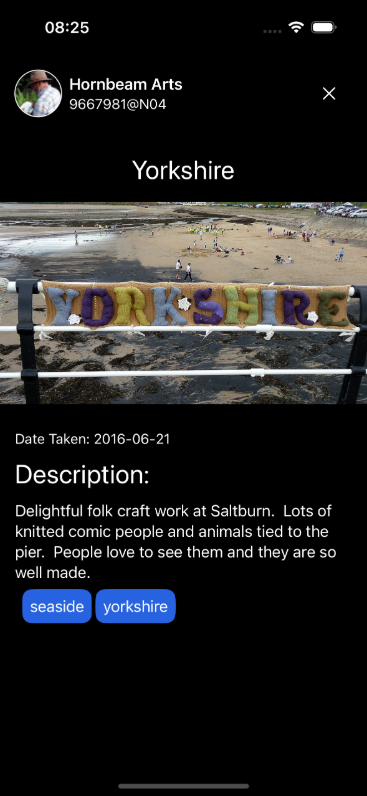 08:25
Hornbeam Arts
9667981@N04
Yorkshire
YORKSHIRE
Date Taken: 2016-06-21
Description:
Delightful folk craft work at Saltburn.  Lots of
knitted comic people and animals tied to the
pier.  People love to see them and they are so
well made.
seaside yorkshire